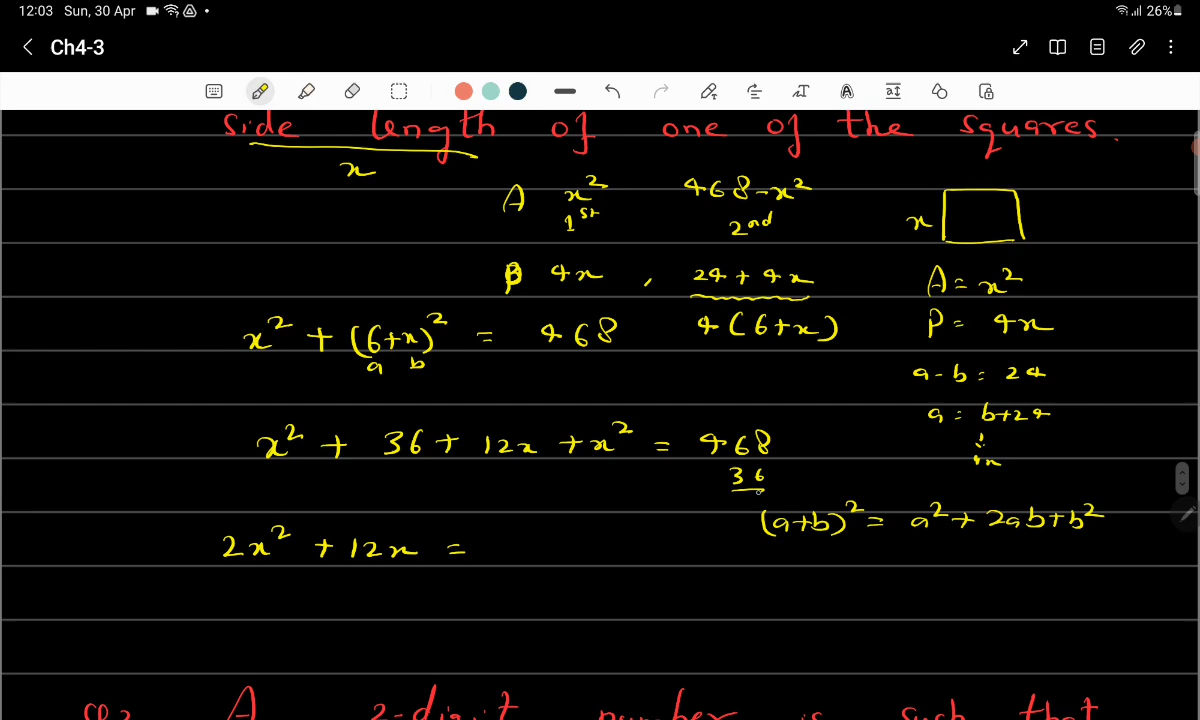 12:03 Sun, 30 Apr 26%
Ch4-3
side length of one of the squares.
x
A x² 468-x² x
1st 2nd
P 4x , 24 + 4x A = x²
x² + (6+x)² = 468 4(6+x) P = 4x
a b a - b = 24
a = b+24
x² + 36 + 12x + x² = 468
36
(a+b)² = a² + 2ab + b²
2x² + 12x =
A 2-digit number is such that